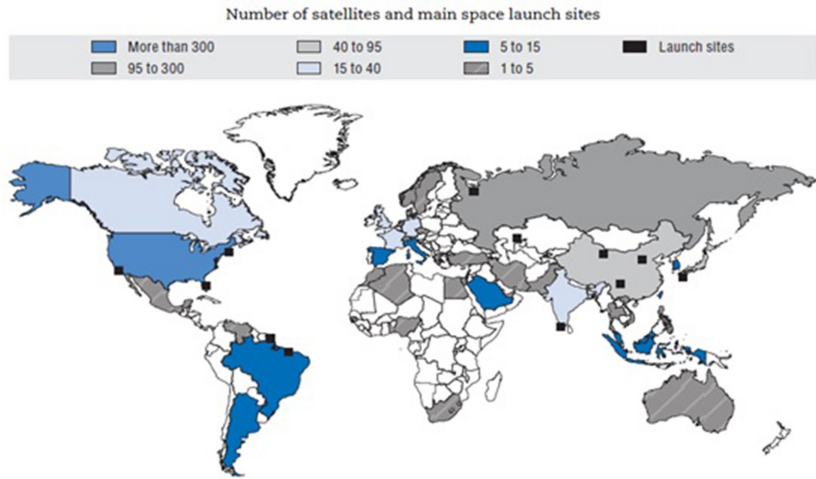 Number of satellites and main space launch sites
More than 300 40 to 95 5 to 15 Launch sites
95 to 300 15 to 40 1 to 5